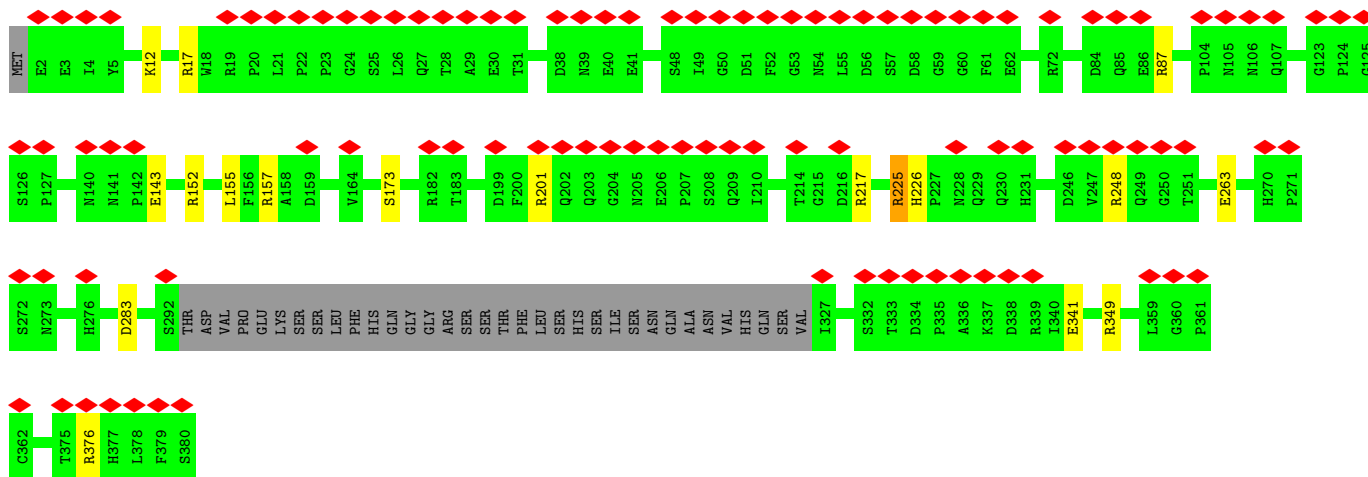 MET E2 E3 I4 Y5 K12 R17 W18 R19 P20 L21 P22 P23 G24 S25 L26 Q27 T28 A29 E30 T31 D38 N39 E40 E41 S48 I49 G50 D51 F52 G53 N54 L55 D56 S57 D58 G59 G60 F61 E62 R72 D84 Q85 E86 R87 P104 N105 N106 Q107 G123 P124 G125
S126 P127 N140 N141 P142 E143 R152 L155 F156 R157 A158 D159 V164 S173 R182 T183 D199 F200 R201 Q202 Q203 G204 N205 E206 P207 S208 Q209 I210 T214 G215 D216 R217 R225 H226 P227 N228 Q229 Q230 H231 D246 V247 R248 Q249 G250 T251 E263 H270 P271
S272 N273 H276 D283 S292 THR ASP VAL PRO GLU LYS SER SER LEU PHE HIS GLN GLY GLY ARG SER SER THR PHE LEU SER HIS SER ILE SER ASN GLN ALA ASN VAL HIS GLN SER VAL I327 S332 T333 D334 P335 A336 K337 D338 R339 I340 E341 R349 L359 G360 P361
C362 T375 R376 H377 L378 F379 S380